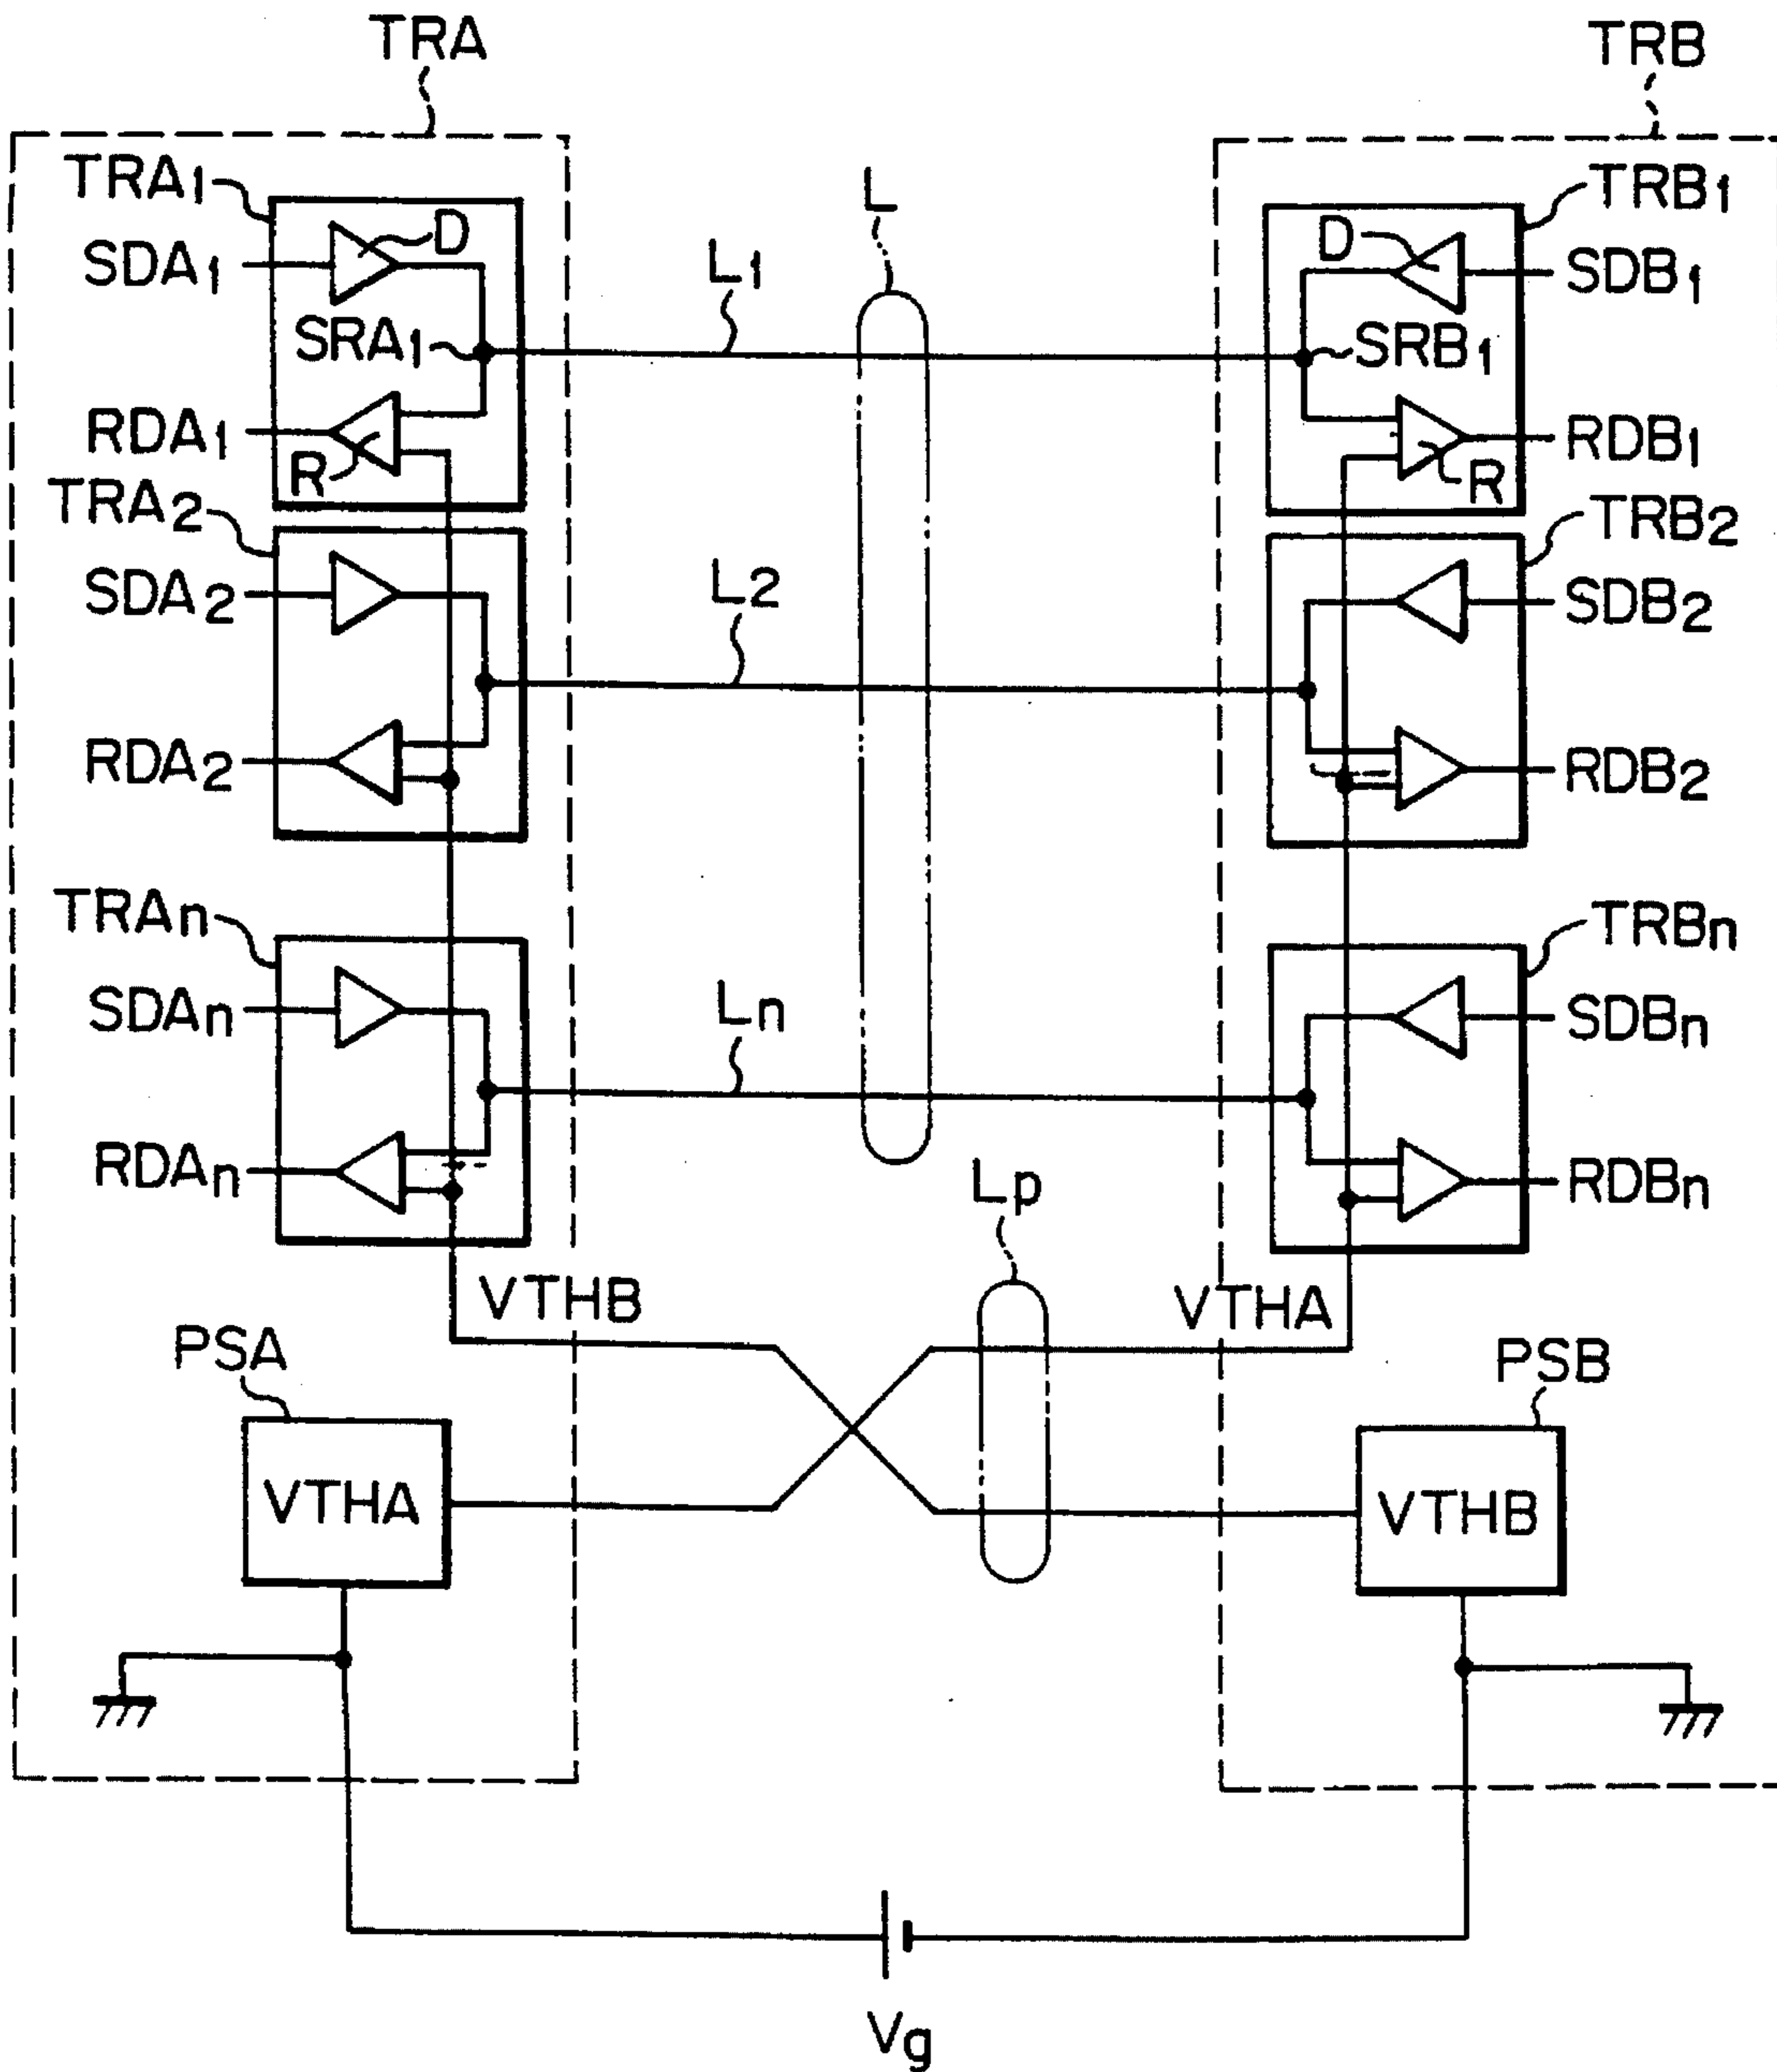 TRA
TRB
TRA1
TRB1
L
D
D
SDA1
L1
SDB1
SRA1
SRB1
RDA1
RDB1
R
R
TRA2
TRB2
L2
SDA2
SDB2
RDA2
RDB2
TRAn
TRBn
SDAn
Ln
SDBn
RDAn
Lp
RDBn
VTHB
VTHA
PSA
PSB
VTHA
VTHB
Vg